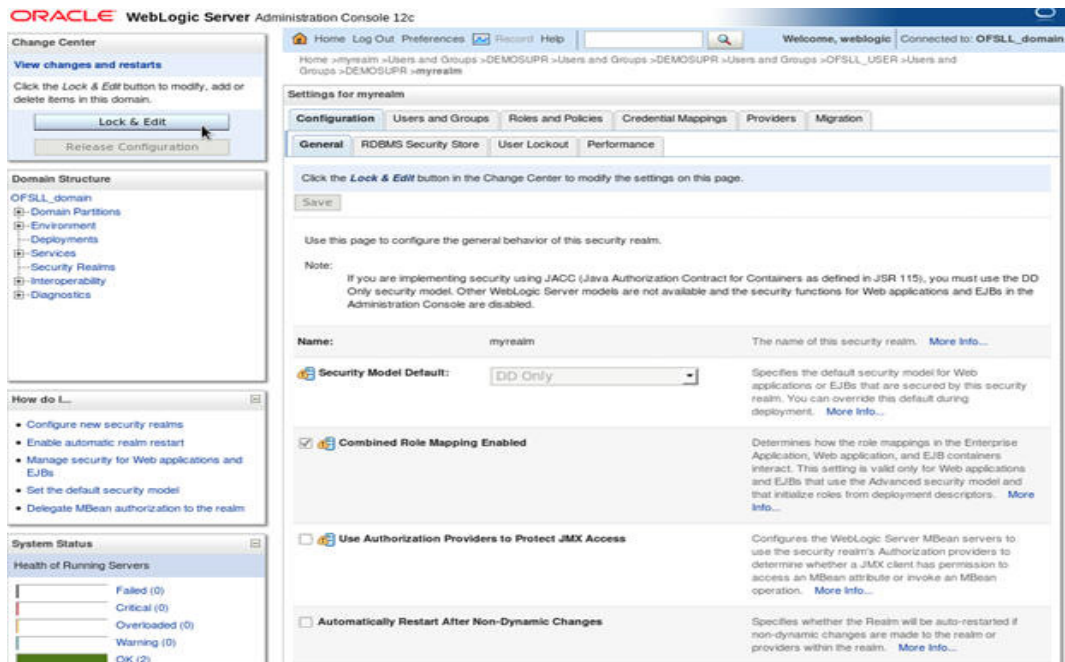 ORACLE WebLogic Server Administration Console 12c
Change Center
View changes and restarts
Click the Lock & Edit button to modify, add or
delete items in this domain.
Lock & Edit
Release Configuration
Domain Structure
OFSLL_domain
Domain Partitions
Environment
Deployments
Services
Security Realms
Interoperability
Diagnostics
How do I...
Configure new security realms
Enable automatic realm restart
Manage security for Web applications and
EJBs
Set the default security model
Delegate MBean authorization to the realm
System Status
Health of Running Servers
Failed (0)
Critical (0)
Overloaded (0)
Warning (0)
OK (2)
Home Log Out Preferences Record Help
Welcome, weblogic Connected to: OFSLL_domain
Home >myrealm >Users and Groups >DEMOSUPR >Users and Groups >DEMOSUPR >Users and Groups >OFSLL_USER >Users and
Groups >DEMOSUPR >myrealm
Settings for myrealm
Configuration Users and Groups Roles and Policies Credential Mappings Providers Migration
General RDBMS Security Store User Lockout Performance
Click the Lock & Edit button in the Change Center to modify the settings on this page.
Save
Use this page to configure the general behavior of this security realm.
Note:
If you are implementing security using JACC (Java Authorization Contract for Containers as defined in JSR 115), you must use the DD
Only security model. Other WebLogic Server models are not available and the security functions for Web applications and EJBs in the
Administration Console are disabled.
Name: myrealm The name of this security realm. More Info...
Security Model Default: DD Only
Specifies the default security model for Web
applications or EJBs that are secured by this security
realm. You can override this default during
deployment. More Info...
Combined Role Mapping Enabled
Determines how the role mappings in the Enterprise
Application, Web application, and EJB containers
interact. This setting is valid only for Web applications
and EJBs that use the Advanced security model and
that initialize roles from deployment descriptors. More
Info...
Use Authorization Providers to Protect JMX Access
Configures the WebLogic Server MBean servers to
use the security realm's Authorization providers to
determine whether a JMX client has permission to
access an MBean attribute or invoke an MBean
operation. More Info...
Automatically Restart After Non-Dynamic Changes
Specifies whether the Realm will be auto-restarted if
non-dynamic changes are made to the realm or
providers within the realm. More Info...